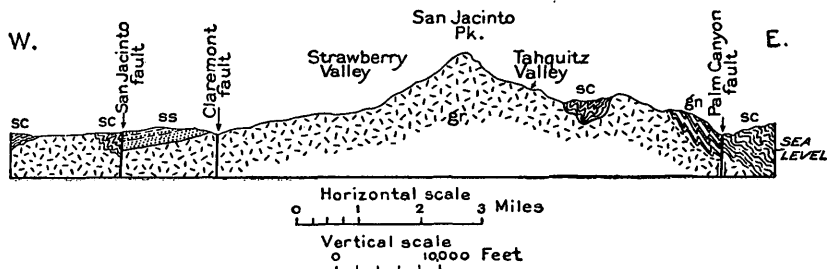 W.
San Jacinto
Pk.
E.
San Jacinto
fault
Claremont
fault
Strawberry
Valley
Tahquitz
Valley
Palm Canyon
fault
sc
sc
ss
gr
sc
gn
sc
SEA
LEVEL
Horizontal scale
0 1 2 3 Miles
Vertical scale
0 10,000 Feet